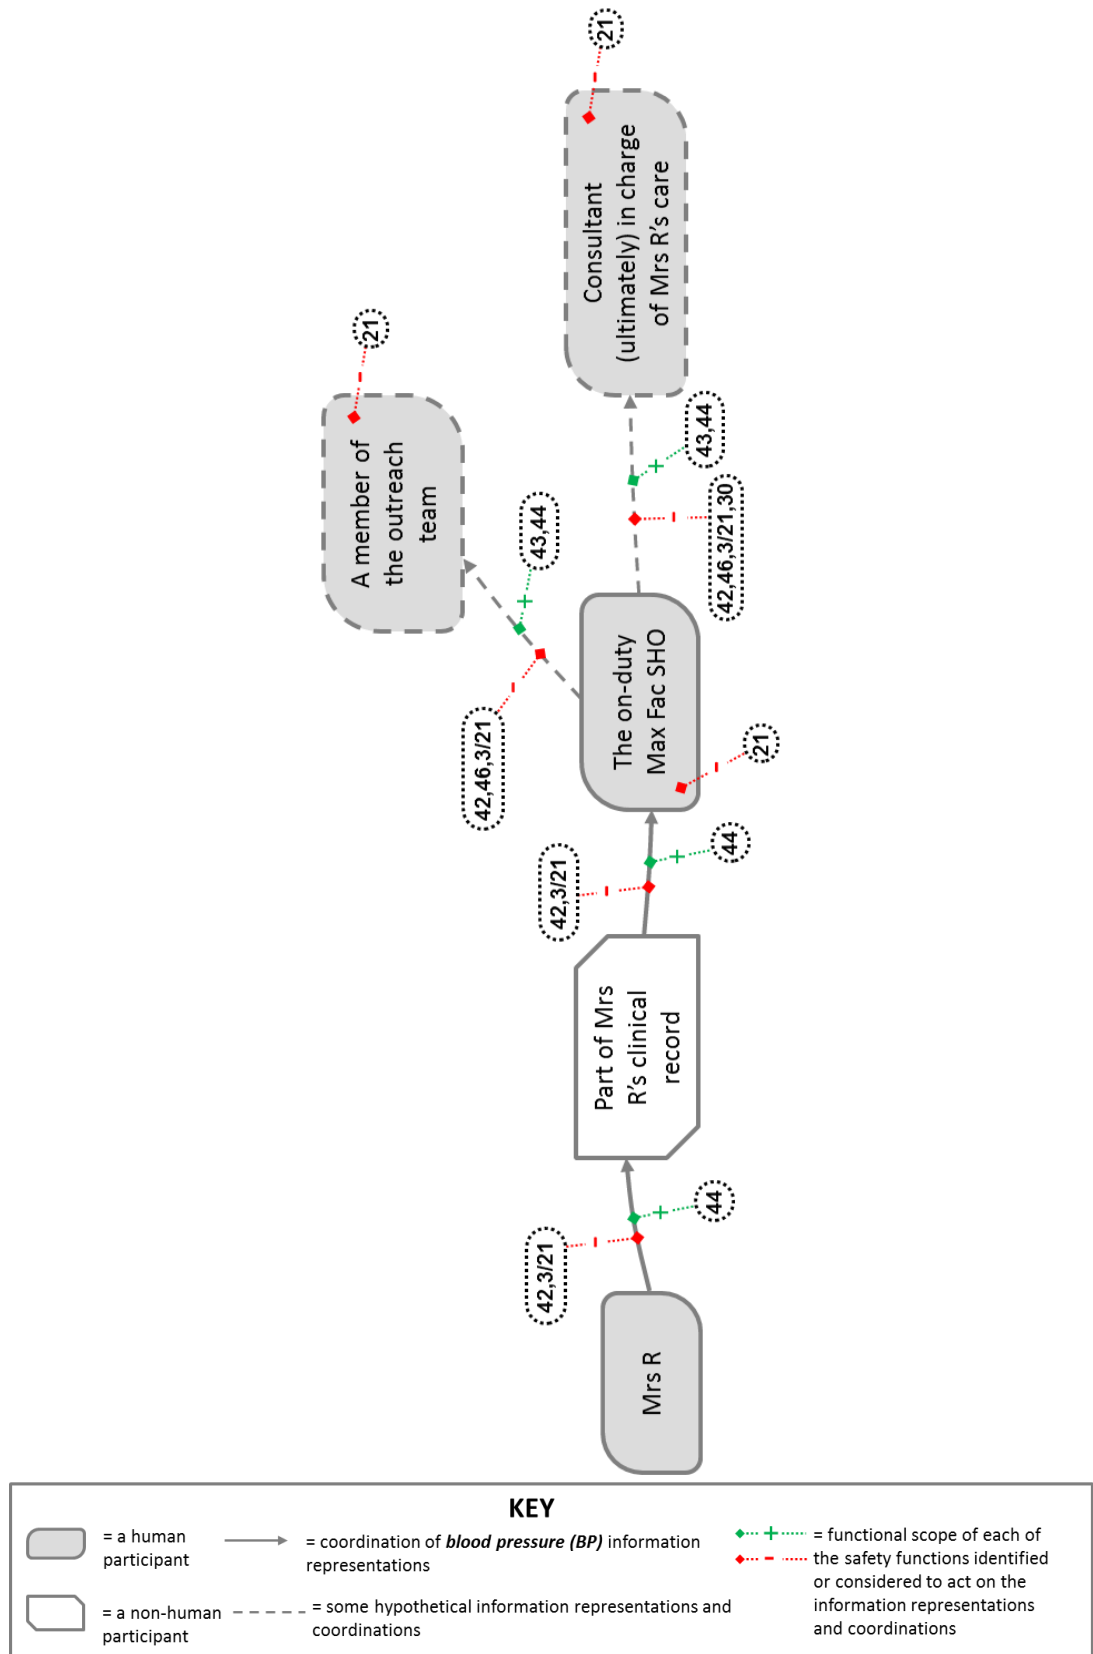 Mrs R
42,3/21
44
Part of Mrs
R's clinical
record
42,3/21
44
The on-duty
Max Fac SHO
21
42,46,3/21
43,44
A member of
the outreach
team
21
42,46,3/21,30
43,44
Consultant
(ultimately) in charge
of Mrs R's care
21
KEY
= a human
participant
= coordination of blood pressure (BP) information
representations
= a non-human
participant
= some hypothetical information representations and
coordinations
= functional scope of each of
the safety functions identified
or considered to act on the
information representations
and coordinations